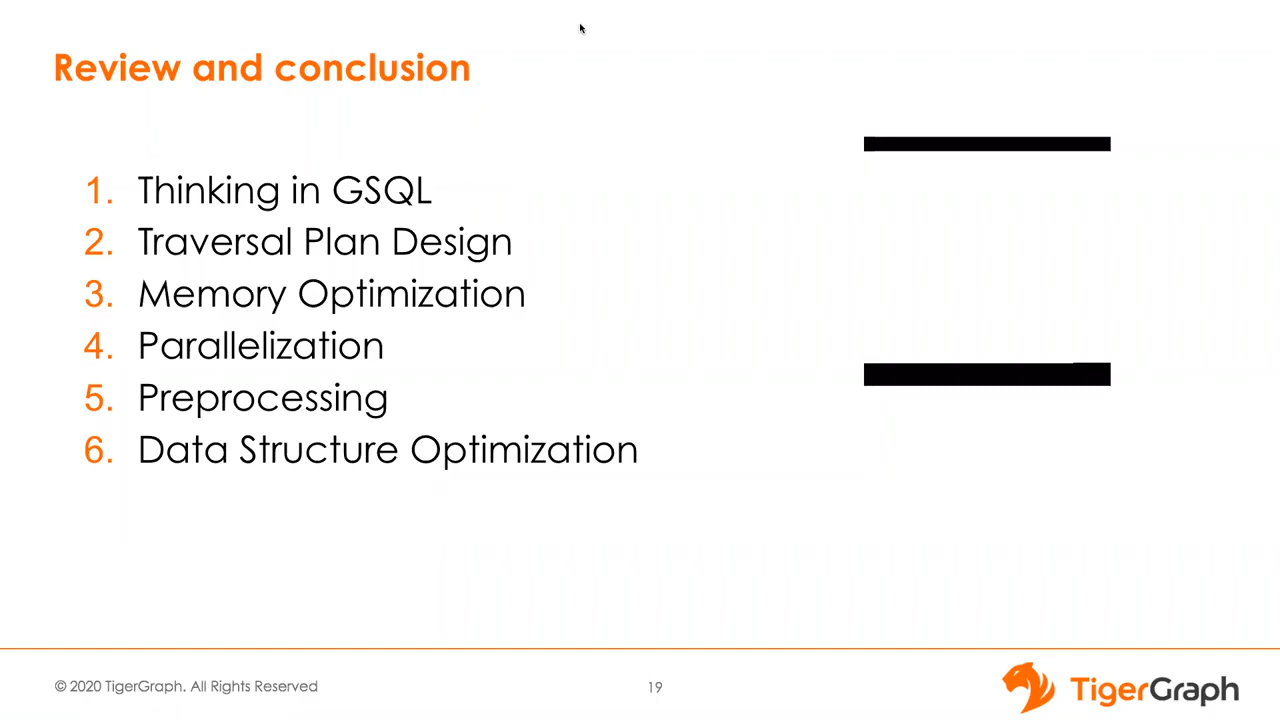 Review and conclusion
1. Thinking in GSQL
2. Traversal Plan Design
3. Memory Optimization
4. Parallelization
5. Preprocessing
6. Data Structure Optimization
© 2020 TigerGraph. All Rights Reserved
19
TigerGraph